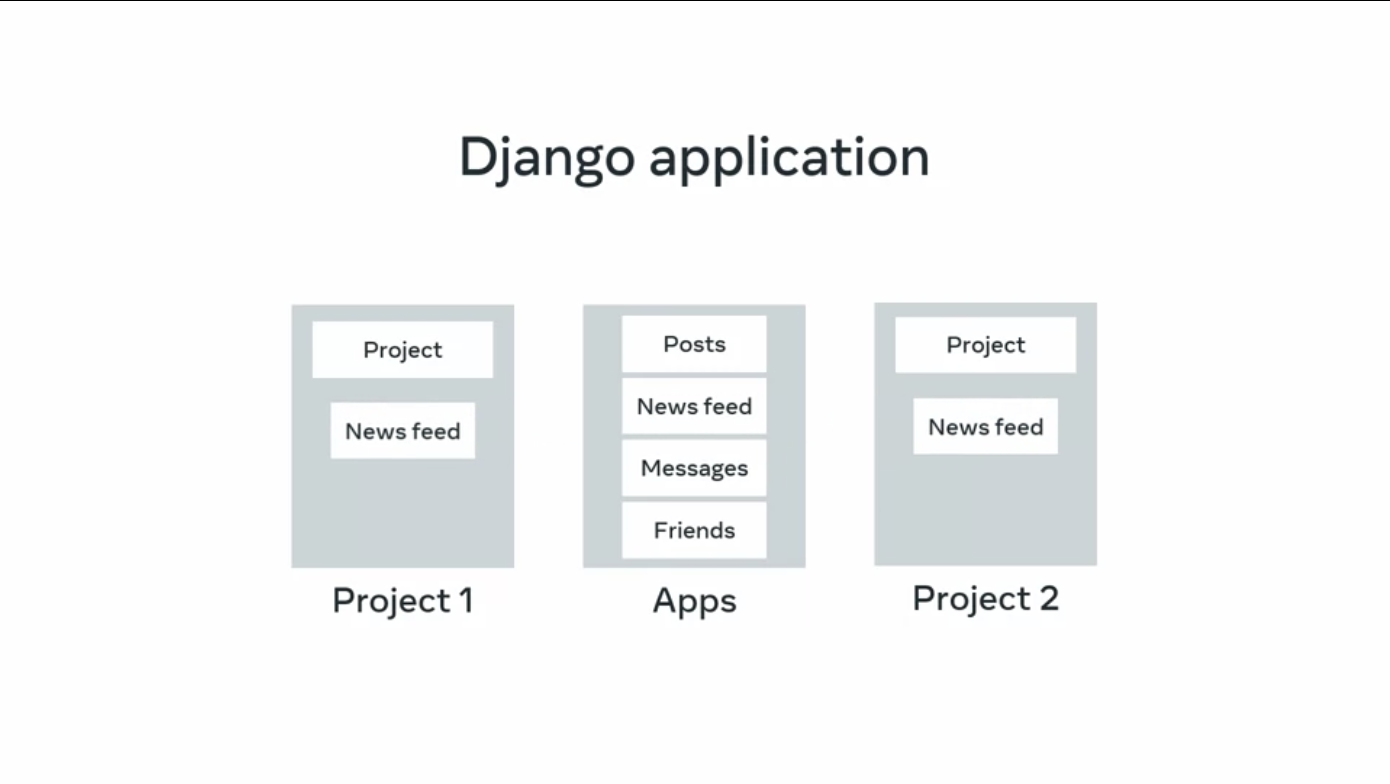 Django application
Project
News feed
Project 1
Posts
News feed
Messages
Friends
Apps
Project
News feed
Project 2